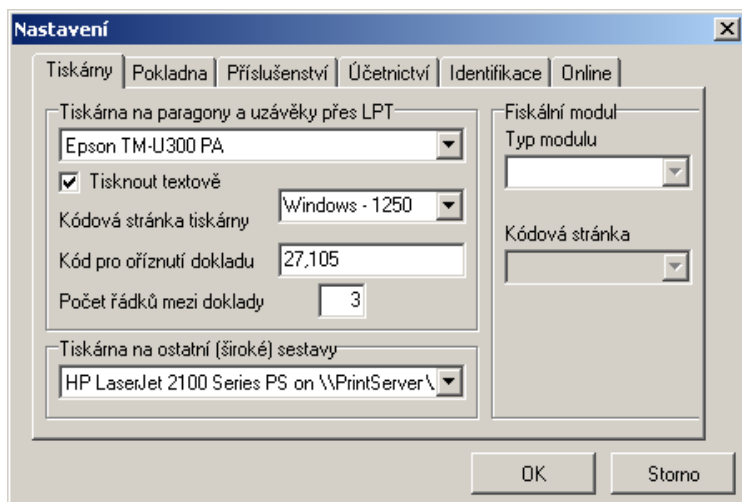 Nastavení
Tiskárny Pokladna Příslušenství Účetnictví Identifikace Online
Tiskárna na paragony a uzávěky přes LPT
Epson TM-U300 PA
Tisknout textově
Kódová stránka tiskárny Windows - 1250
Kód pro oříznutí dokladu 27,105
Počet řádků mezi doklady 3
Tiskárna na ostatní (široké) sestavy
HP LaserJet 2100 Series PS on \\PrintServer\
Fiskální modul
Typ modulu
Kódová stránka
OK Storno